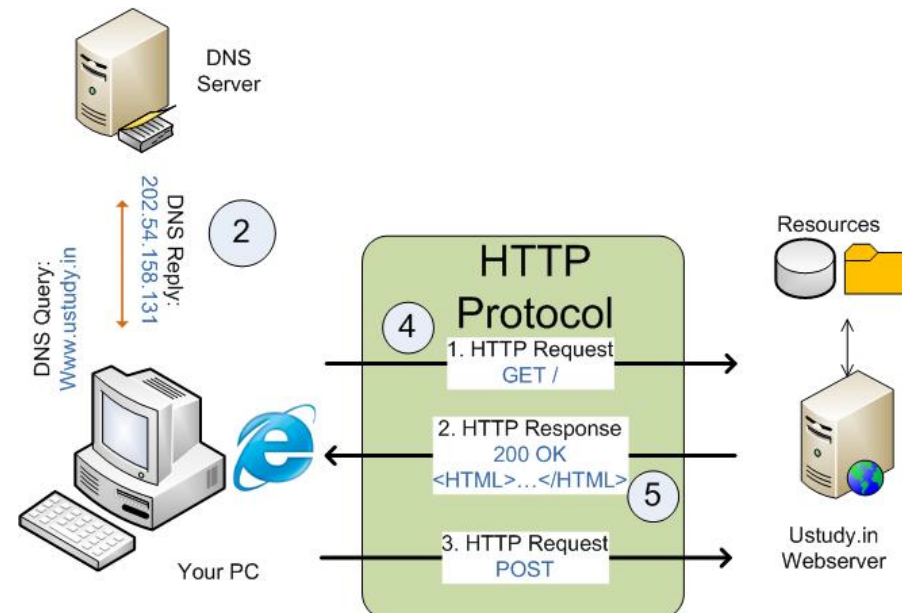 DNS
Server
DNS Query:
Www.ustudy.in
DNS Reply:
202.54.158.131
2
HTTP
Protocol
4
1. HTTP Request
GET /
2. HTTP Response
200 OK
<HTML>...</HTML>
5
3. HTTP Request
POST
Resources
Ustudy.in
Webserver
Your PC